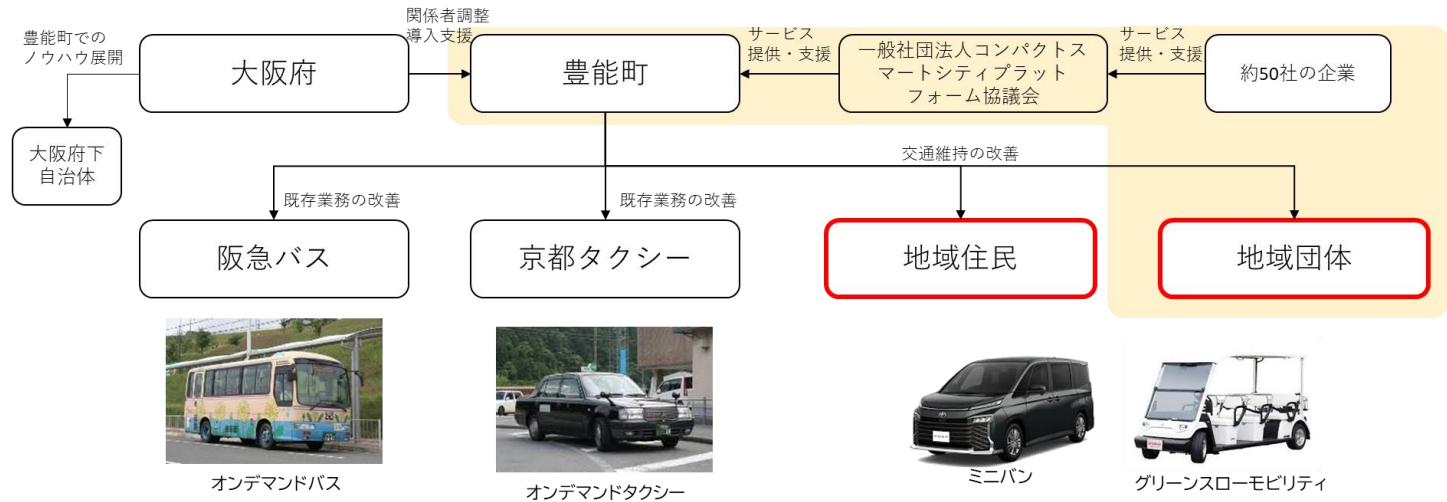 関係者調整
導入支援
豊能町での
ノウハウ展開
大阪府
豊能町
サービス
提供・支援
一般社団法人コンパクトス
マートシティプラット
フォーム協議会
サービス
提供・支援
約50社の企業
大阪府下
自治体
交通維持の改善
既存業務の改善
既存業務の改善
阪急バス
京都タクシー
地域住民
地域団体
オンデマンドバス
オンデマンドタクシー
ミニバン
グリーンスローモビリティ